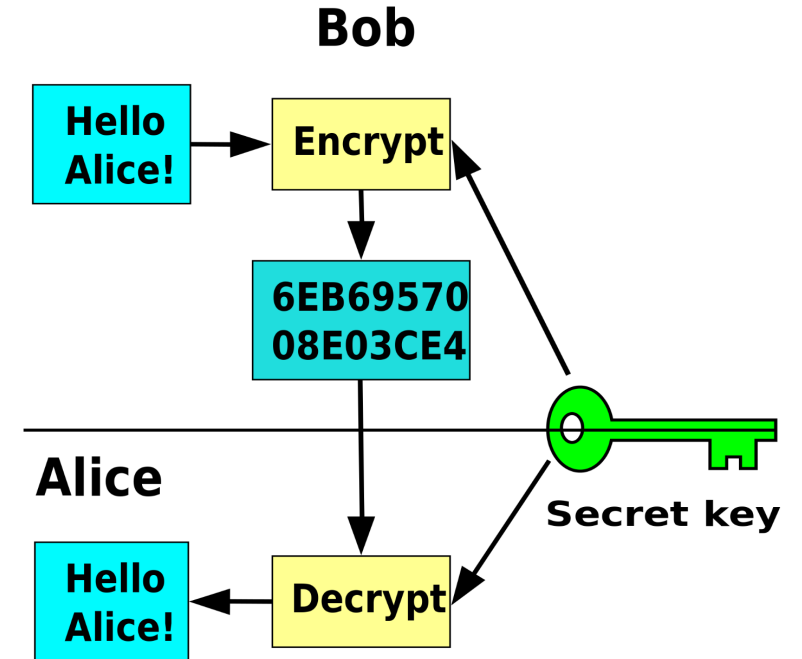 Bob
Hello
Alice!
Encrypt
6EB69570
08E03CE4
Alice
Secret key
Hello
Alice!
Decrypt